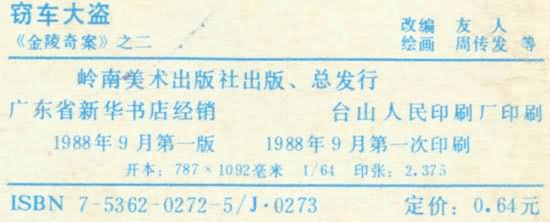 窃车大盗
《金陵奇案》之二
改编 友人
绘画 周传发 等
岭南美术出版社出版、总发行
广东省新华书店经销 台山人民印刷厂印刷
1988年9月第一版 1988年9月第一次印刷
开本：787×1092毫米 1/64 印张：2.375
ISBN 7-5362-0272-5/J·0273 定价：0.64元